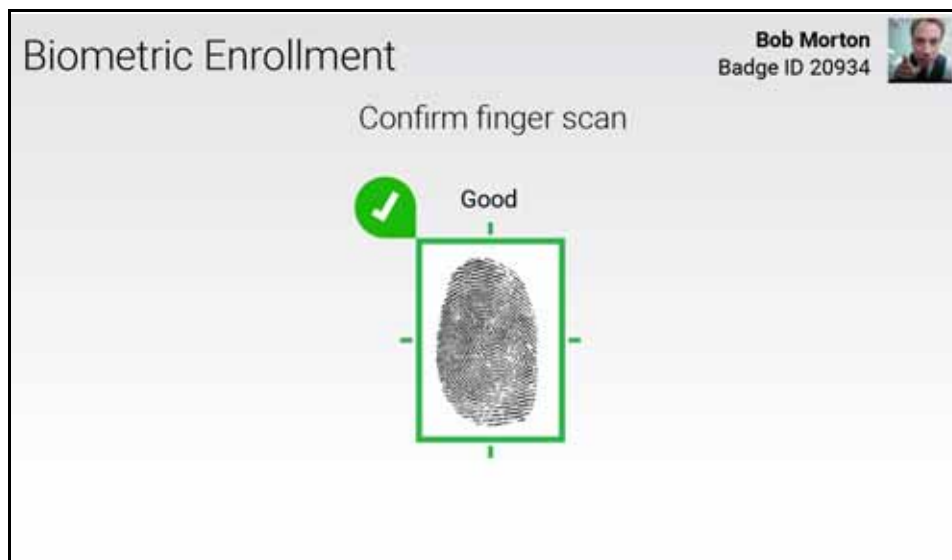 Biometric Enrollment
Bob Morton
Badge ID 20934
Confirm finger scan
Good